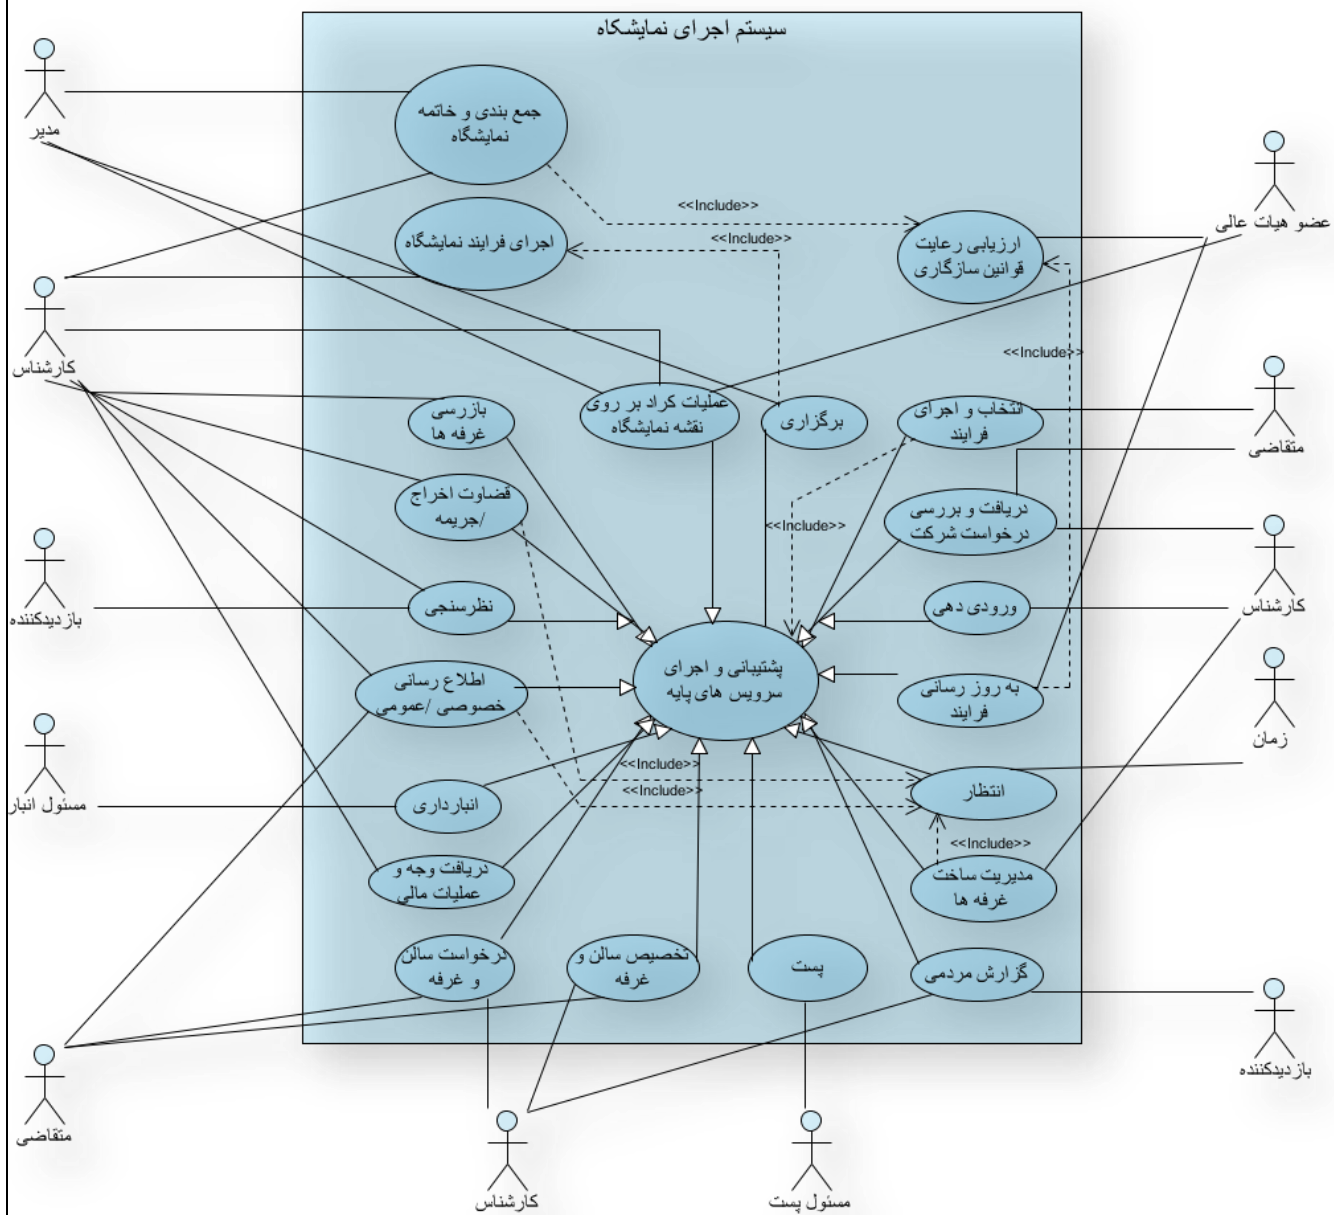 سیستم اجرای نمایشگاه
مدیر
جمع بندی و خاتمه
نمایشگاه
عضو هیات عالی
<<Include>>
<<Include>>
اجرای فرایند نمایشگاه
ارزیابی رعایت
قوانین سازگاری
کارشناس
<<Include>>
بازرسی
غرفه ها
عملیات کراد بر روی
نقشه نمایشگاه
برگزاری
انتخاب و اجرای
فرایند
متقاضی
قضاوت اخراج
/جریمه
<<Include>>
دریافت و بررسی
درخواست شرکت
بازدیدکننده
نظرسنجی
ورودی دهی
کارشناس
پشتیبانی و اجرای
سرویس های پایه
اطلاع رسانی
خصوصی /عمومی
به روز رسانی
فرایند
زمان
<<Include>>
<<Include>>
مسئول انبار
انبارداری
انتظار
<<Include>>
دریافت وجه و
عملیات مالی
مدیریت ساخت
غرفه ها
درخواست سالن
و غرفه
تخصیص سالن و
غرفه
پست
گزارش مردمی
بازدیدکننده
متقاضی
کارشناس
مسئول پست